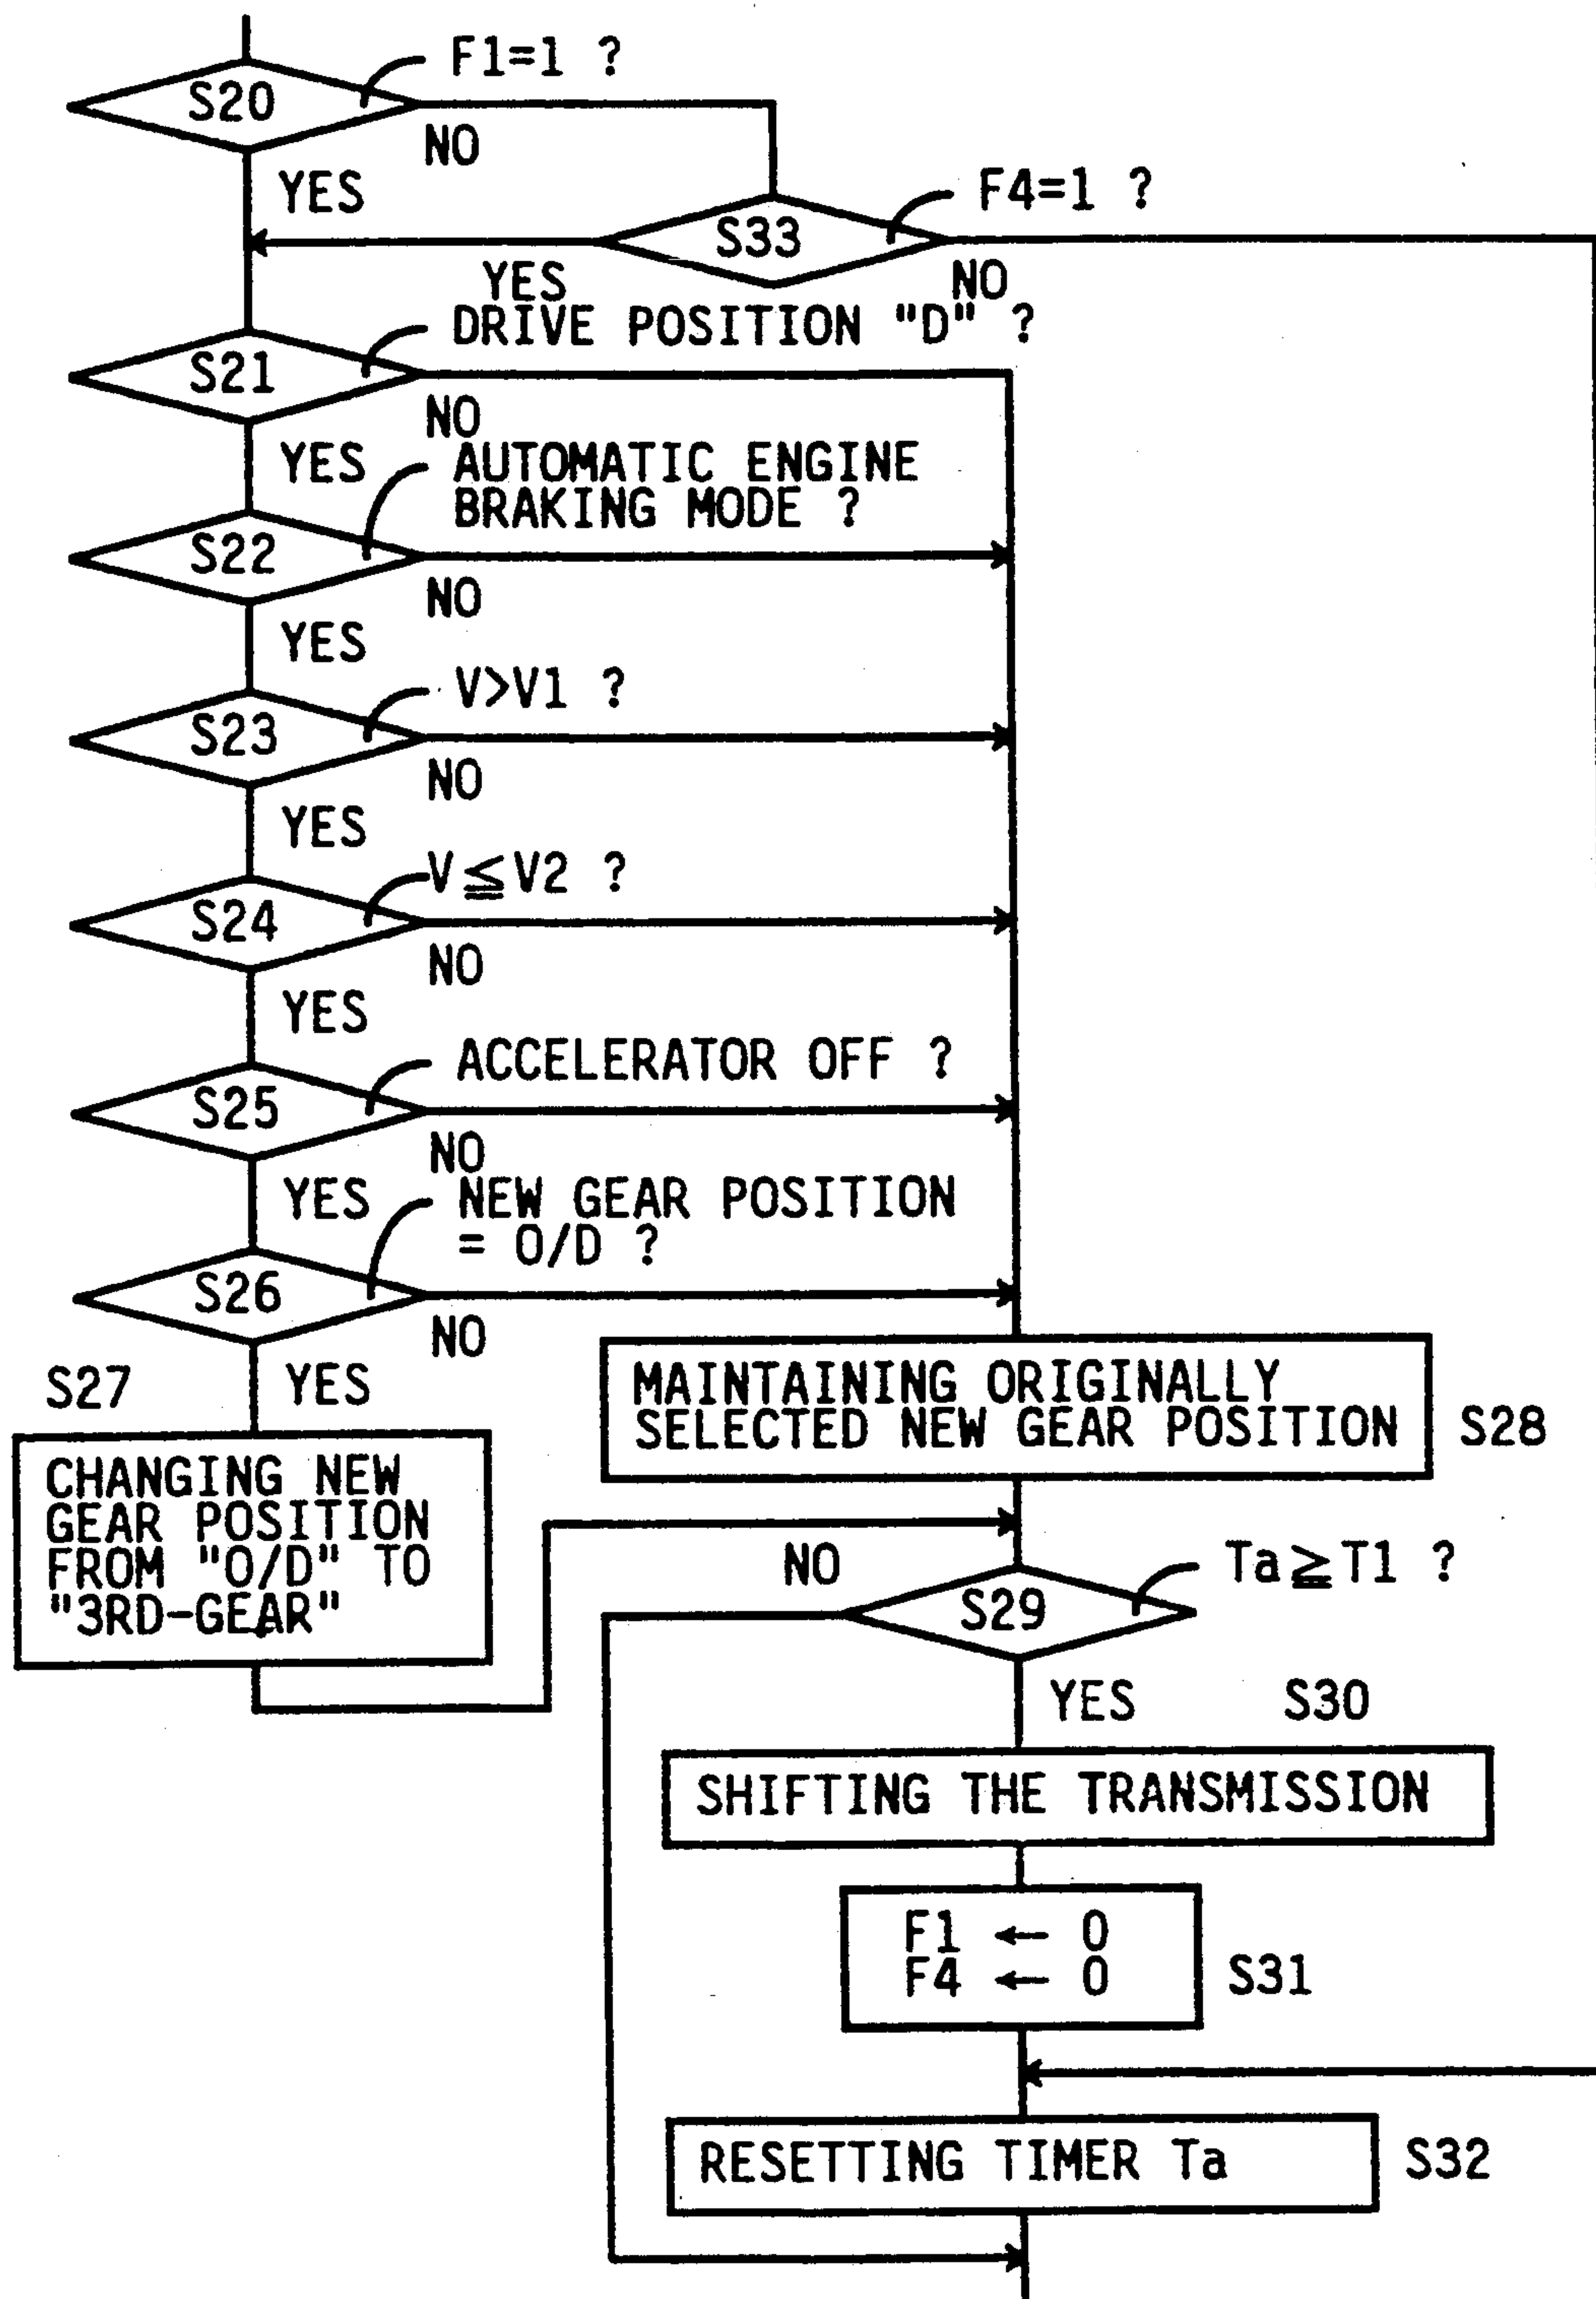 F1=1 ?
S20
NO
YES
F4=1 ?
S33
YES
NO
DRIVE POSITION "D" ?
S21
NO
YES
AUTOMATIC ENGINE
BRAKING MODE ?
S22
NO
YES
V>V1 ?
S23
NO
YES
V≦V2 ?
S24
NO
YES
ACCELERATOR OFF ?
S25
NO
YES
NEW GEAR POSITION
= O/D ?
S26
NO
YES
S27
CHANGING NEW
GEAR POSITION
FROM "O/D" TO
"3RD-GEAR"
MAINTAINING ORIGINALLY
SELECTED NEW GEAR POSITION
S28
NO
Ta≧T1 ?
S29
YES
S30
SHIFTING THE TRANSMISSION
F1 ← 0
F4 ← 0
S31
RESETTING TIMER Ta
S32